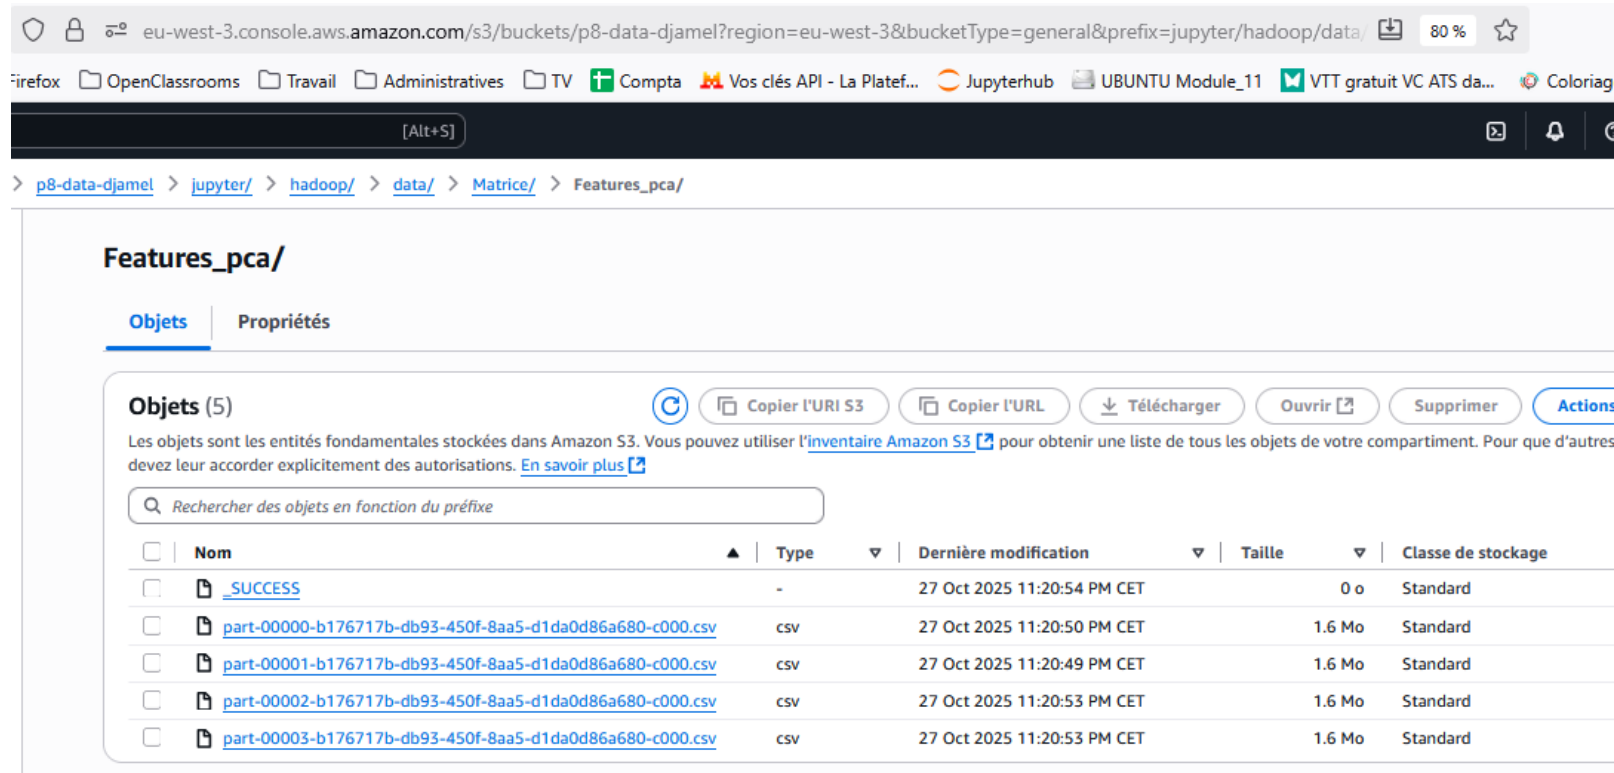 eu-west-3.console.aws.amazon.com/s3/buckets/p8-data-djamel?region=eu-west-3&bucketType=general&prefix=jupyter/hadoop/data/ 80 %
Firefox OpenClassrooms Travail Administratives TV Compta Vos clés API - La Platef... Jupyterhub UBUNTU Module_11 VTT gratuit VC ATS da... Coloriag
[Alt+S]
p8-data-djamel > jupyter/ > hadoop/ > data/ > Matrice/ > Features_pca/
Features_pca/
Objets Propriétés
Objets (5) Copier l'URI S3 Copier l'URL Télécharger Ouvrir Supprimer Actions
Les objets sont les entités fondamentales stockées dans Amazon S3. Vous pouvez utiliser l'inventaire Amazon S3 pour obtenir une liste de tous les objets de votre compartiment. Pour que d'autres
devez leur accorder explicitement des autorisations. En savoir plus
Rechercher des objets en fonction du préfixe
Nom Type Dernière modification Taille Classe de stockage
_SUCCESS - 27 Oct 2025 11:20:54 PM CET 0 o Standard
part-00000-b176717b-db93-450f-8aa5-d1da0d86a680-c000.csv csv 27 Oct 2025 11:20:50 PM CET 1.6 Mo Standard
part-00001-b176717b-db93-450f-8aa5-d1da0d86a680-c000.csv csv 27 Oct 2025 11:20:49 PM CET 1.6 Mo Standard
part-00002-b176717b-db93-450f-8aa5-d1da0d86a680-c000.csv csv 27 Oct 2025 11:20:53 PM CET 1.6 Mo Standard
part-00003-b176717b-db93-450f-8aa5-d1da0d86a680-c000.csv csv 27 Oct 2025 11:20:53 PM CET 1.6 Mo Standard